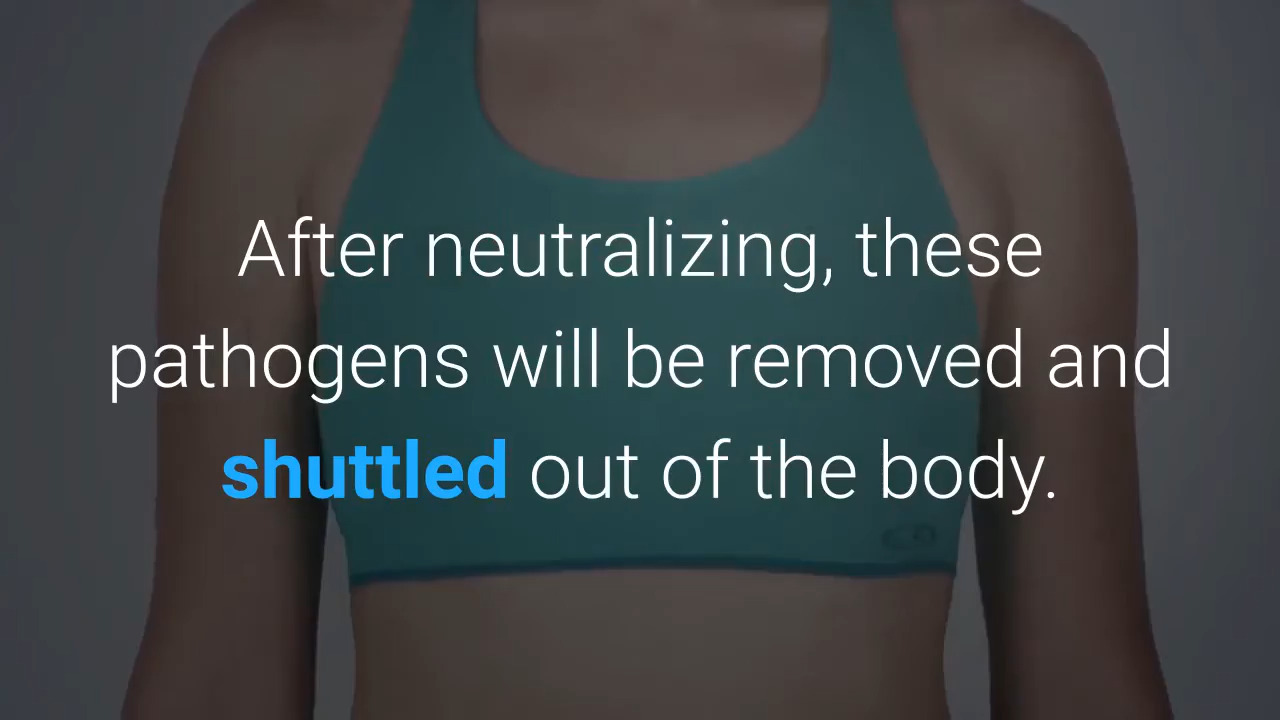 After neutralizing, these
pathogens will be removed and
shuttled out of the body.